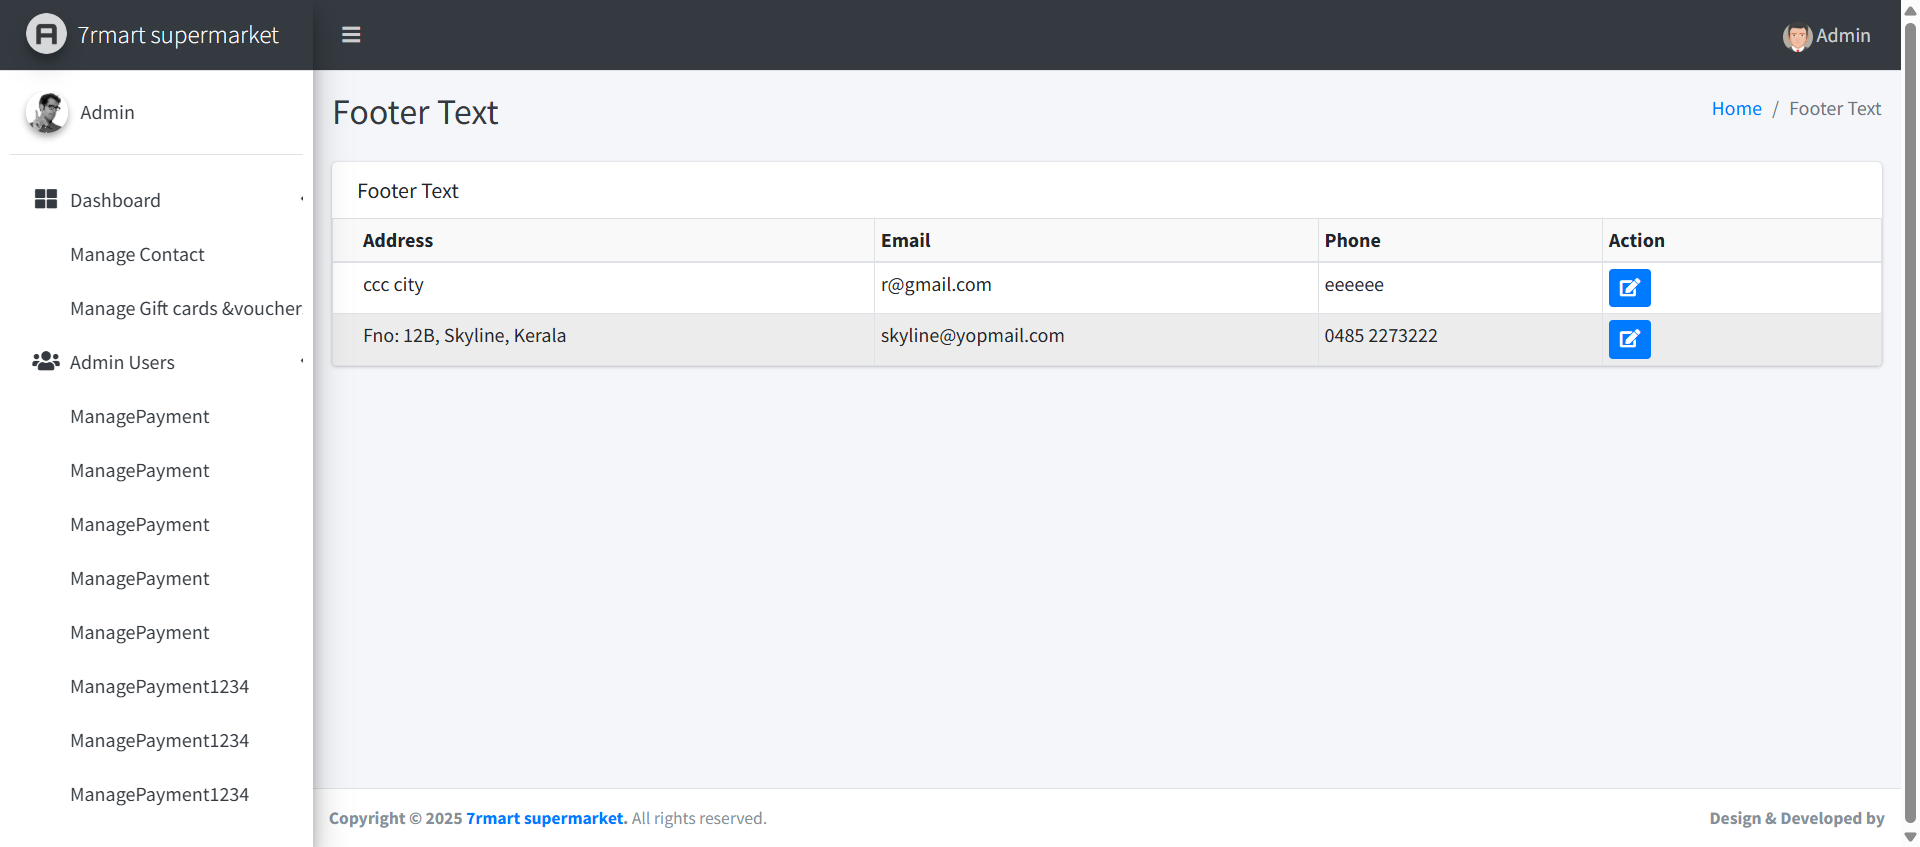 7rmart supermarket
Admin
Admin
Footer Text
Home / Footer Text
Dashboard
Manage Contact
Manage Gift cards &voucher
Admin Users
ManagePayment
ManagePayment
ManagePayment
ManagePayment
ManagePayment
ManagePayment1234
ManagePayment1234
ManagePayment1234
Footer Text
Address Email Phone Action
ccc city r@gmail.com eeeeee
Fno: 12B, Skyline, Kerala skyline@yopmail.com 0485 2273222
Copyright © 2025 7rmart supermarket. All rights reserved.
Design & Developed by